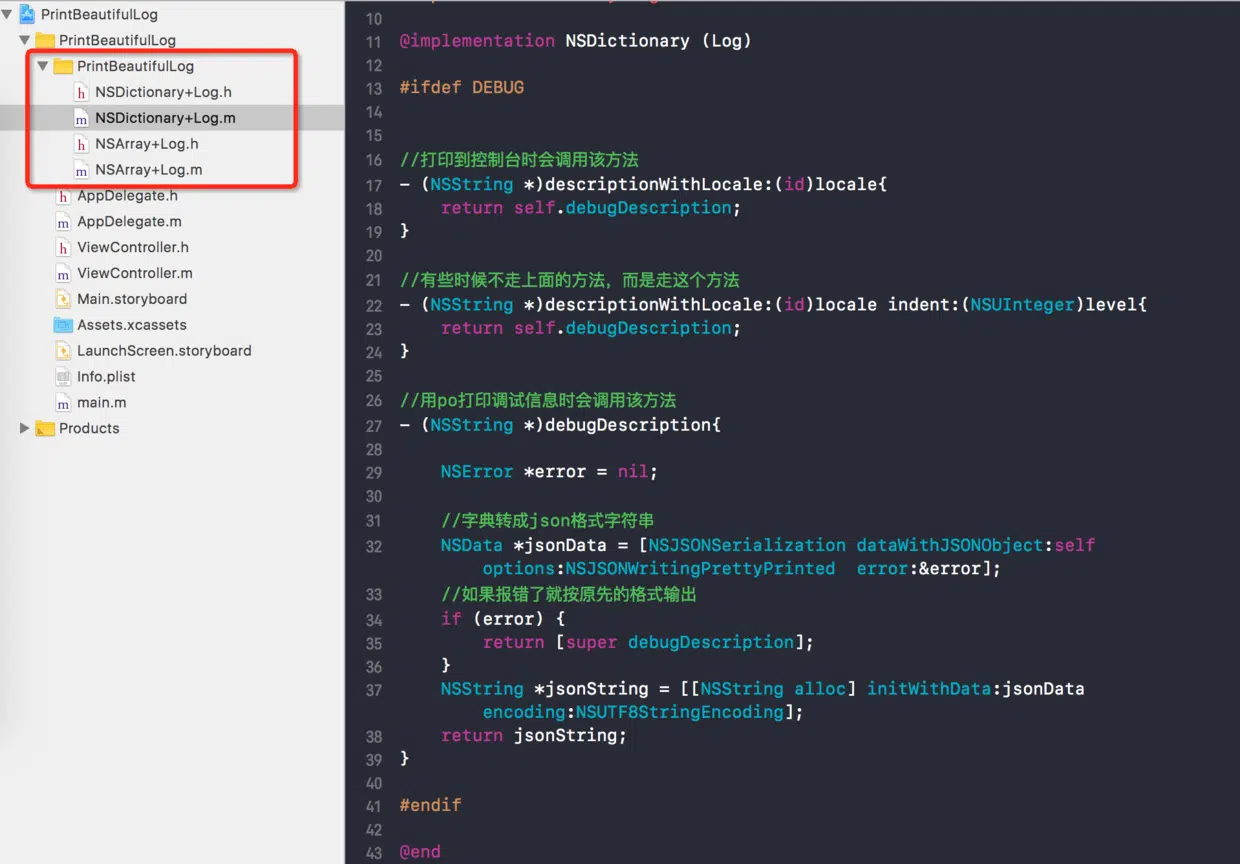 PrintBeautifulLog
PrintBeautifulLog
PrintBeautifulLog
h NSDictionary+Log.h
m NSDictionary+Log.m
h NSArray+Log.h
m NSArray+Log.m
h AppDelegate.h
m AppDelegate.m
h ViewController.h
m ViewController.m
Main.storyboard
Assets.xcassets
LaunchScreen.storyboard
Info.plist
m main.m
Products
10
11 @implementation NSDictionary (Log)
12
13 #ifdef DEBUG
14
15
16 //打印到控制台时会调用该方法
17 - (NSString *)descriptionWithLocale:(id)locale{
18 return self.debugDescription;
19 }
20
21 //有些时候不走上面的方法，而是走这个方法
22 - (NSString *)descriptionWithLocale:(id)locale indent:(NSUInteger)level{
23 return self.debugDescription;
24 }
25
26 //用po打印调试信息时会调用该方法
27 - (NSString *)debugDescription{
28
29 NSError *error = nil;
30
31 //字典转成json格式字符串
32 NSData *jsonData = [NSJSONSerialization dataWithJSONObject:self
options:NSJSONWritingPrettyPrinted error:&error];
33 //如果报错了就按原先的格式输出
34 if (error) {
35 return [super debugDescription];
36 }
37 NSString *jsonString = [[NSString alloc] initWithData:jsonData
encoding:NSUTF8StringEncoding];
38 return jsonString;
39 }
40
41 #endif
42
43 @end